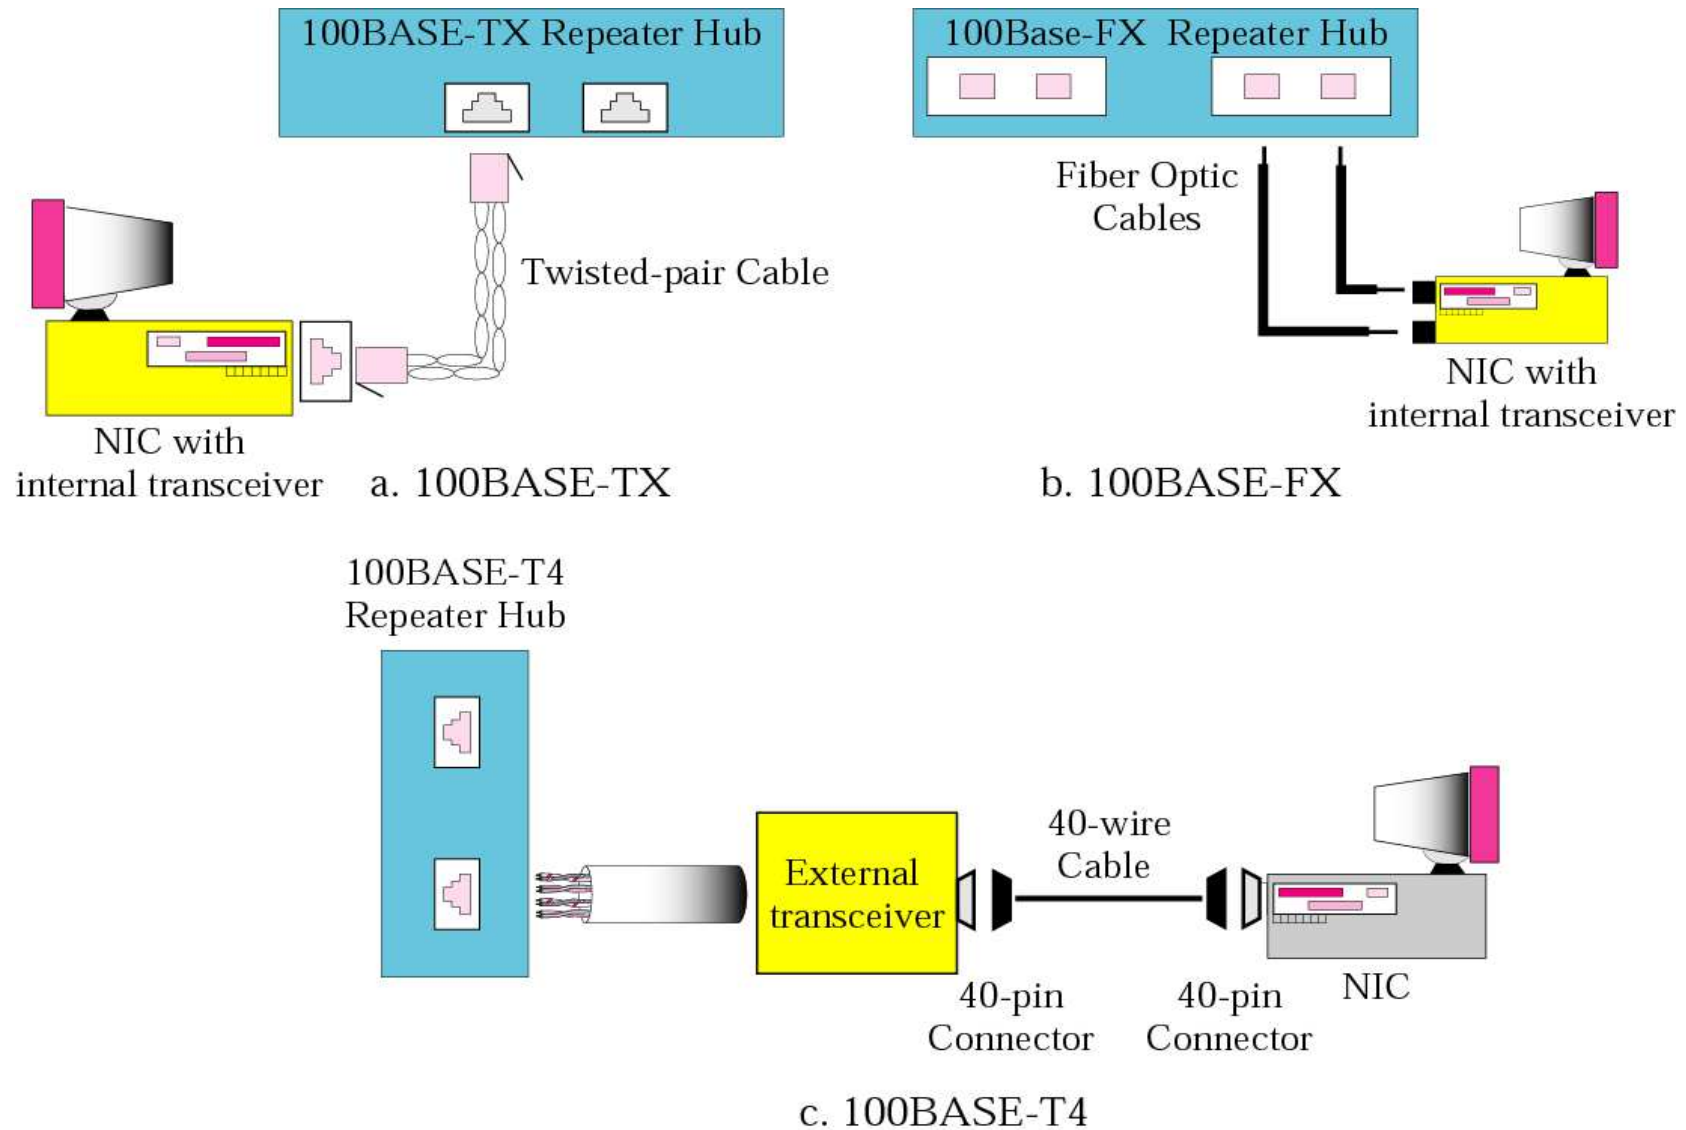 100BASE-TX Repeater Hub
Twisted-pair Cable
NIC with
internal transceiver
a. 100BASE-TX
100Base-FX Repeater Hub
Fiber Optic
Cables
NIC with
internal transceiver
b. 100BASE-FX
100BASE-T4
Repeater Hub
External
transceiver
40-wire
Cable
40-pin
Connector
40-pin
Connector
NIC
c. 100BASE-T4